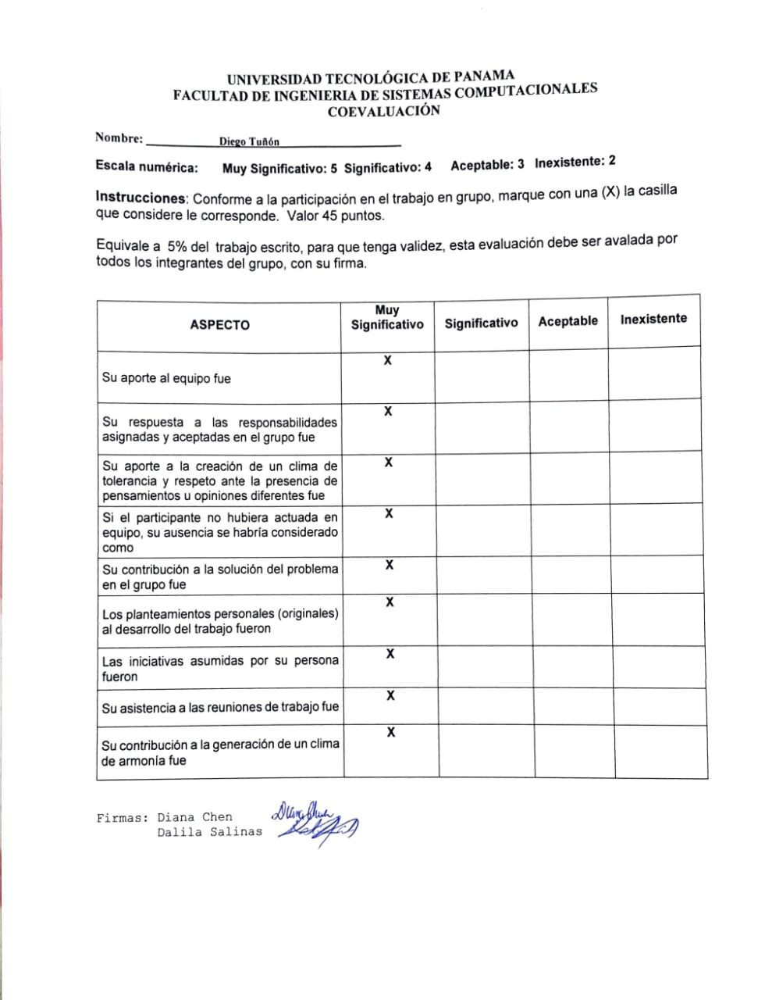 UNIVERSIDAD TECNOLÓGICA DE PANAMA
FACULTAD DE INGENIERIA DE SISTEMAS COMPUTACIONALES
COEVALUACIÓN
Nombre: Diego Tuñón
Escala numérica: Muy Significativo: 5 Significativo: 4 Aceptable: 3 Inexistente: 2
Instrucciones: Conforme a la participación en el trabajo en grupo, marque con una (X) la casilla
que considere le corresponde. Valor 45 puntos.
Equivale a 5% del trabajo escrito, para que tenga validez, esta evaluación debe ser avalada por
todos los integrantes del grupo, con su firma.
ASPECTO Muy Significativo Significativo Aceptable Inexistente
Su aporte al equipo fue X
Su respuesta a las responsabilidades X
asignadas y aceptadas en el grupo fue
Su aporte a la creación de un clima de X
tolerancia y respeto ante la presencia de
pensamientos u opiniones diferentes fue
Si el participante no hubiera actuada en X
equipo, su ausencia se habría considerado
como
Su contribución a la solución del problema X
en el grupo fue
Los planteamientos personales (originales) X
al desarrollo del trabajo fueron
Las iniciativas asumidas por su persona X
fueron
Su asistencia a las reuniones de trabajo fue X
Su contribución a la generación de un clima X
de armonía fue
Firmas: Diana Chen
Dalila Salinas